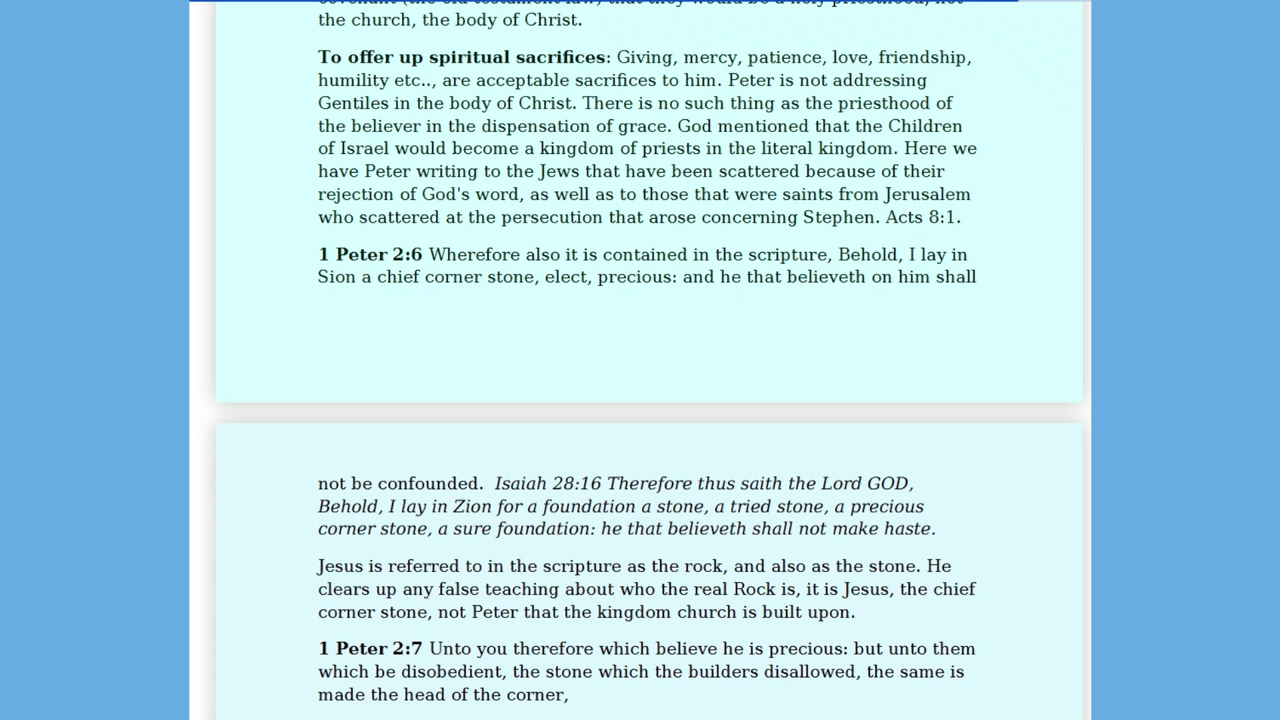 the church, the body of Christ.
To offer up spiritual sacrifices: Giving, mercy, patience, love, friendship,
humility etc.., are acceptable sacrifices to him. Peter is not addressing
Gentiles in the body of Christ. There is no such thing as the priesthood of
the believer in the dispensation of grace. God mentioned that the Children
of Israel would become a kingdom of priests in the literal kingdom. Here we
have Peter writing to the Jews that have been scattered because of their
rejection of God's word, as well as to those that were saints from Jerusalem
who scattered at the persecution that arose concerning Stephen. Acts 8:1.
1 Peter 2:6 Wherefore also it is contained in the scripture, Behold, I lay in
Sion a chief corner stone, elect, precious: and he that believeth on him shall
not be confounded.  Isaiah 28:16 Therefore thus saith the Lord GOD,
Behold, I lay in Zion for a foundation a stone, a tried stone, a precious
corner stone, a sure foundation: he that believeth shall not make haste.
Jesus is referred to in the scripture as the rock, and also as the stone. He
clears up any false teaching about who the real Rock is, it is Jesus, the chief
corner stone, not Peter that the kingdom church is built upon.
1 Peter 2:7 Unto you therefore which believe he is precious: but unto them
which be disobedient, the stone which the builders disallowed, the same is
made the head of the corner,